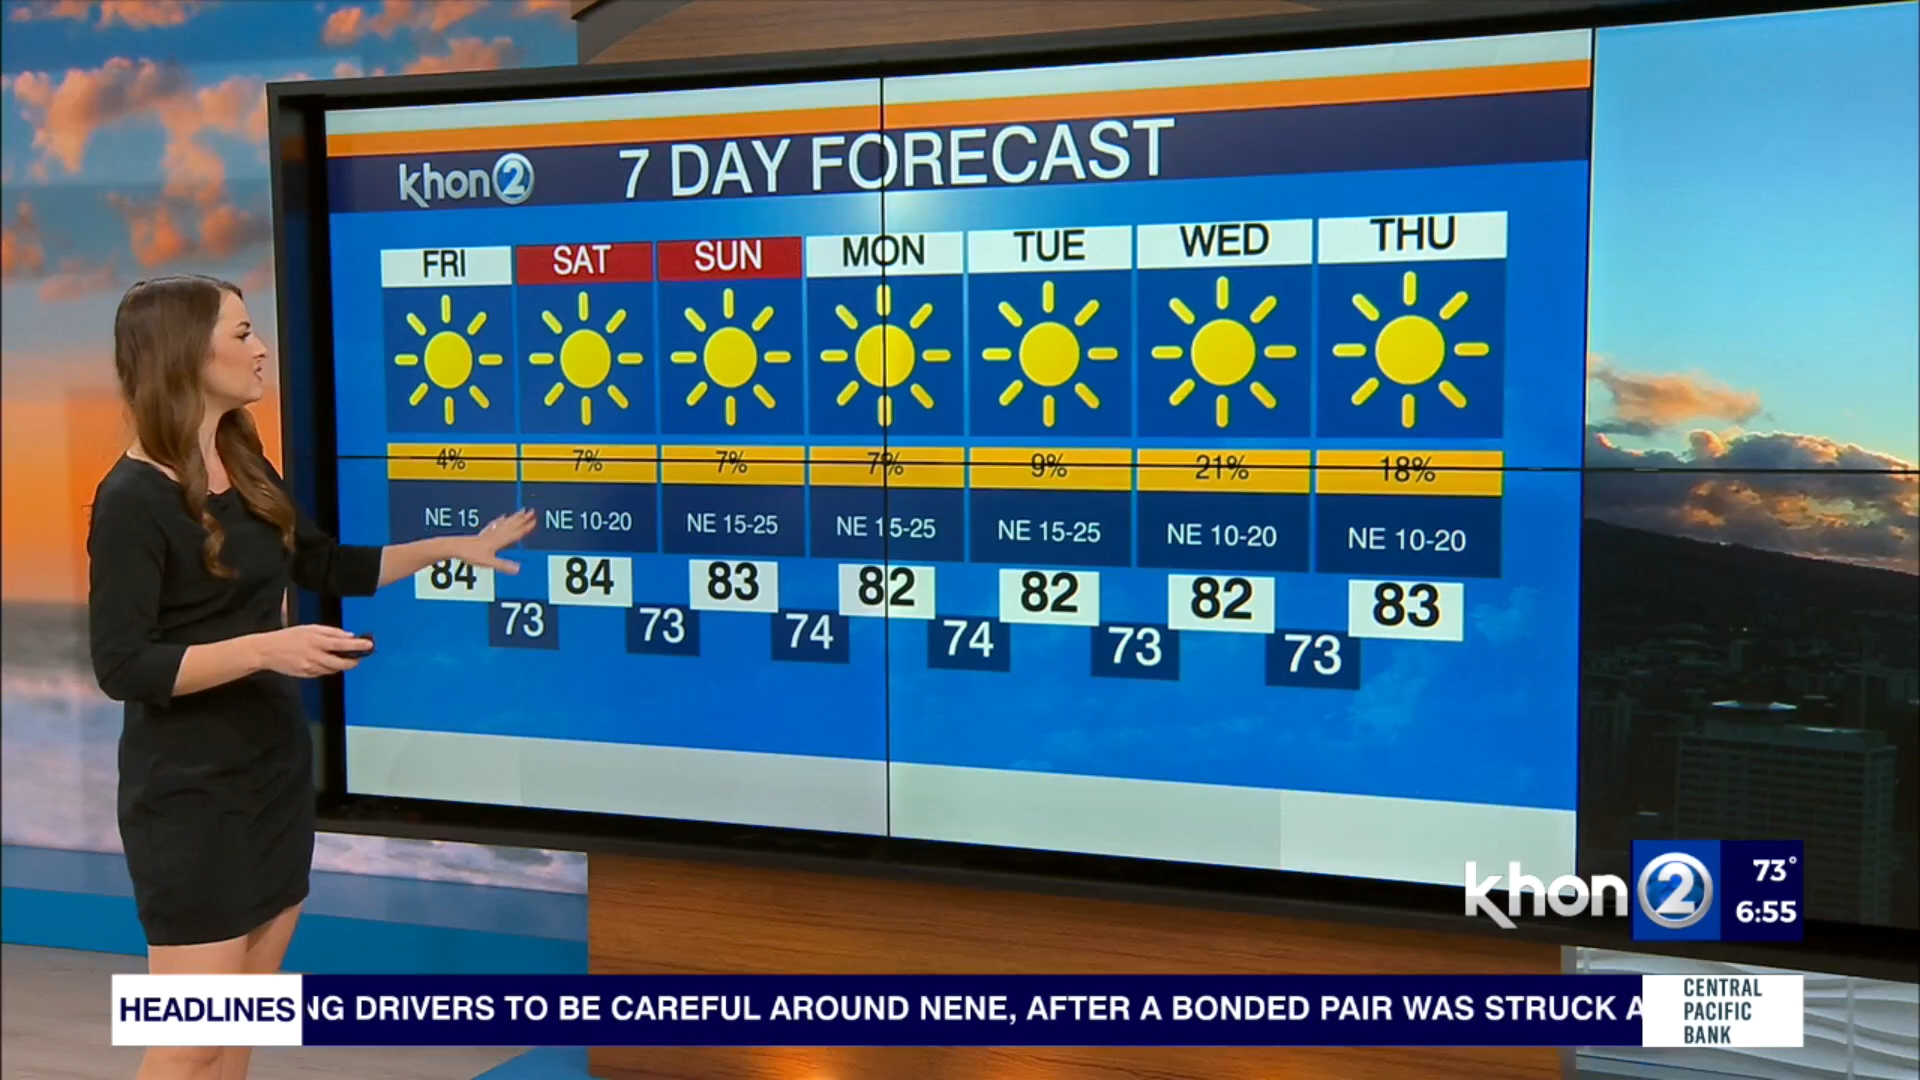 khon2 7 DAY FORECAST
FRI SAT SUN MON TUE WED THU
4% 7% 7% 7% 9% 21% 18%
NE 15 NE 10-20 NE 15-25 NE 15-25 NE 15-25 NE 10-20 NE 10-20
84 84 83 82 82 82 83
73 73 74 74 73 73
khon2 73°
6:55
HEADLINES NG DRIVERS TO BE CAREFUL AROUND NENE, AFTER A BONDED PAIR WAS STRUCK A
CENTRAL
PACIFIC
BANK